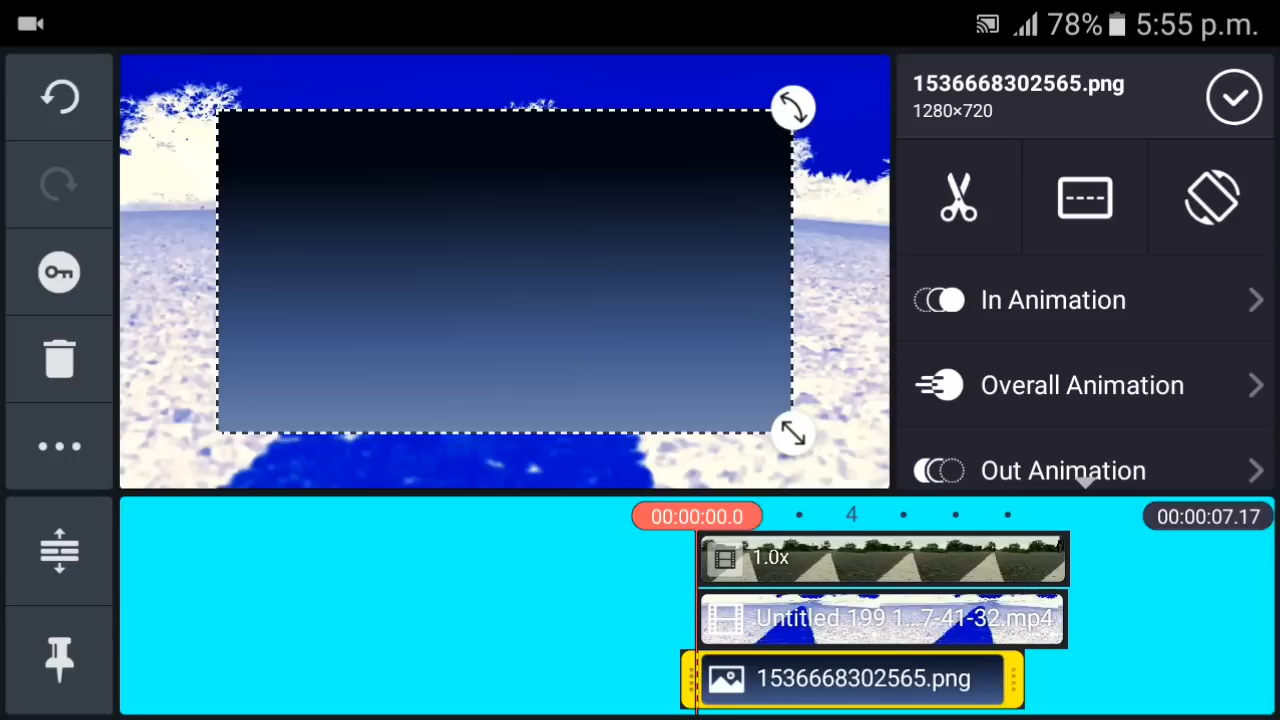 78% 5:55 p.m.
1536668302565.png
1280×720
In Animation
Overall Animation
Out Animation
00:00:00.0 4 00:00:07.17
1.0x
Untitled 199 1...7-41-32.mp4
1536668302565.png